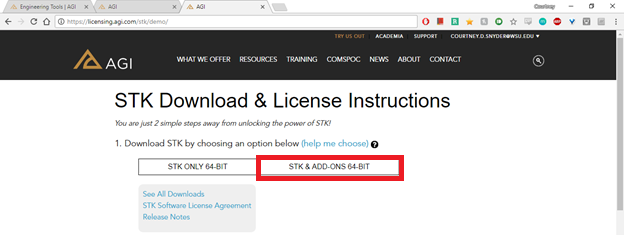 Engineering Tools | AGI
AGI
AGI
Courtney
https://licensing.agi.com/stk/demo/
TRY US OUT ACADEMIA SUPPORT COURTNEY.D.SNYDER@WSU.EDU
AGI
WHAT WE OFFER RESOURCES TRAINING COMSPOC NEWS ABOUT CONTACT
STK Download & License Instructions
You are just 2 simple steps away from unlocking the power of STK!
1. Download STK by choosing an option below (help me choose) ?
STK ONLY 64-BIT STK & ADD-ONS 64-BIT
See All Downloads
STK Software License Agreement
Release Notes